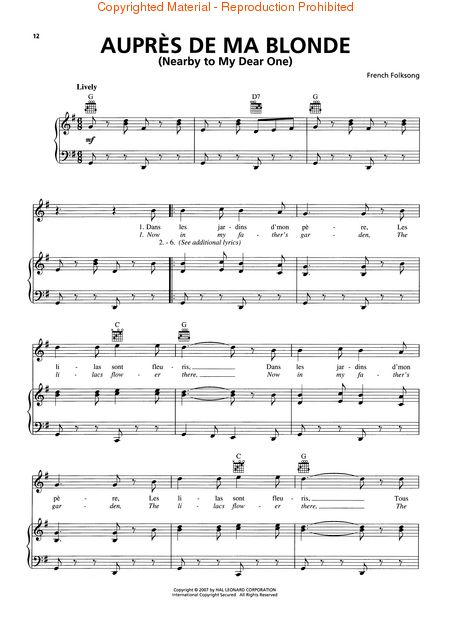 Copyrighted Material - Reproduction Prohibited
12
AUPRÈS DE MA BLONDE
(Nearby to My Dear One)
French Folksong
Lively
G D7 G
mf
1. Dans les jar - dins d'mon pè - re, Les
1. Now in my fa - ther's gar - den, The
2. - 6. (See additional lyrics)
C G
li - las sont fleu - ris, Dans les jar - dins d'mon
li - lacs flow - er there, Now in my fa - ther's
C G
pè - re, Les li - las sont fleu - ris, Tous
gar - den. The li - lacs flow - er there, The
Copyright © 2007 by HAL LEONARD CORPORATION
International Copyright Secured All Rights Reserved